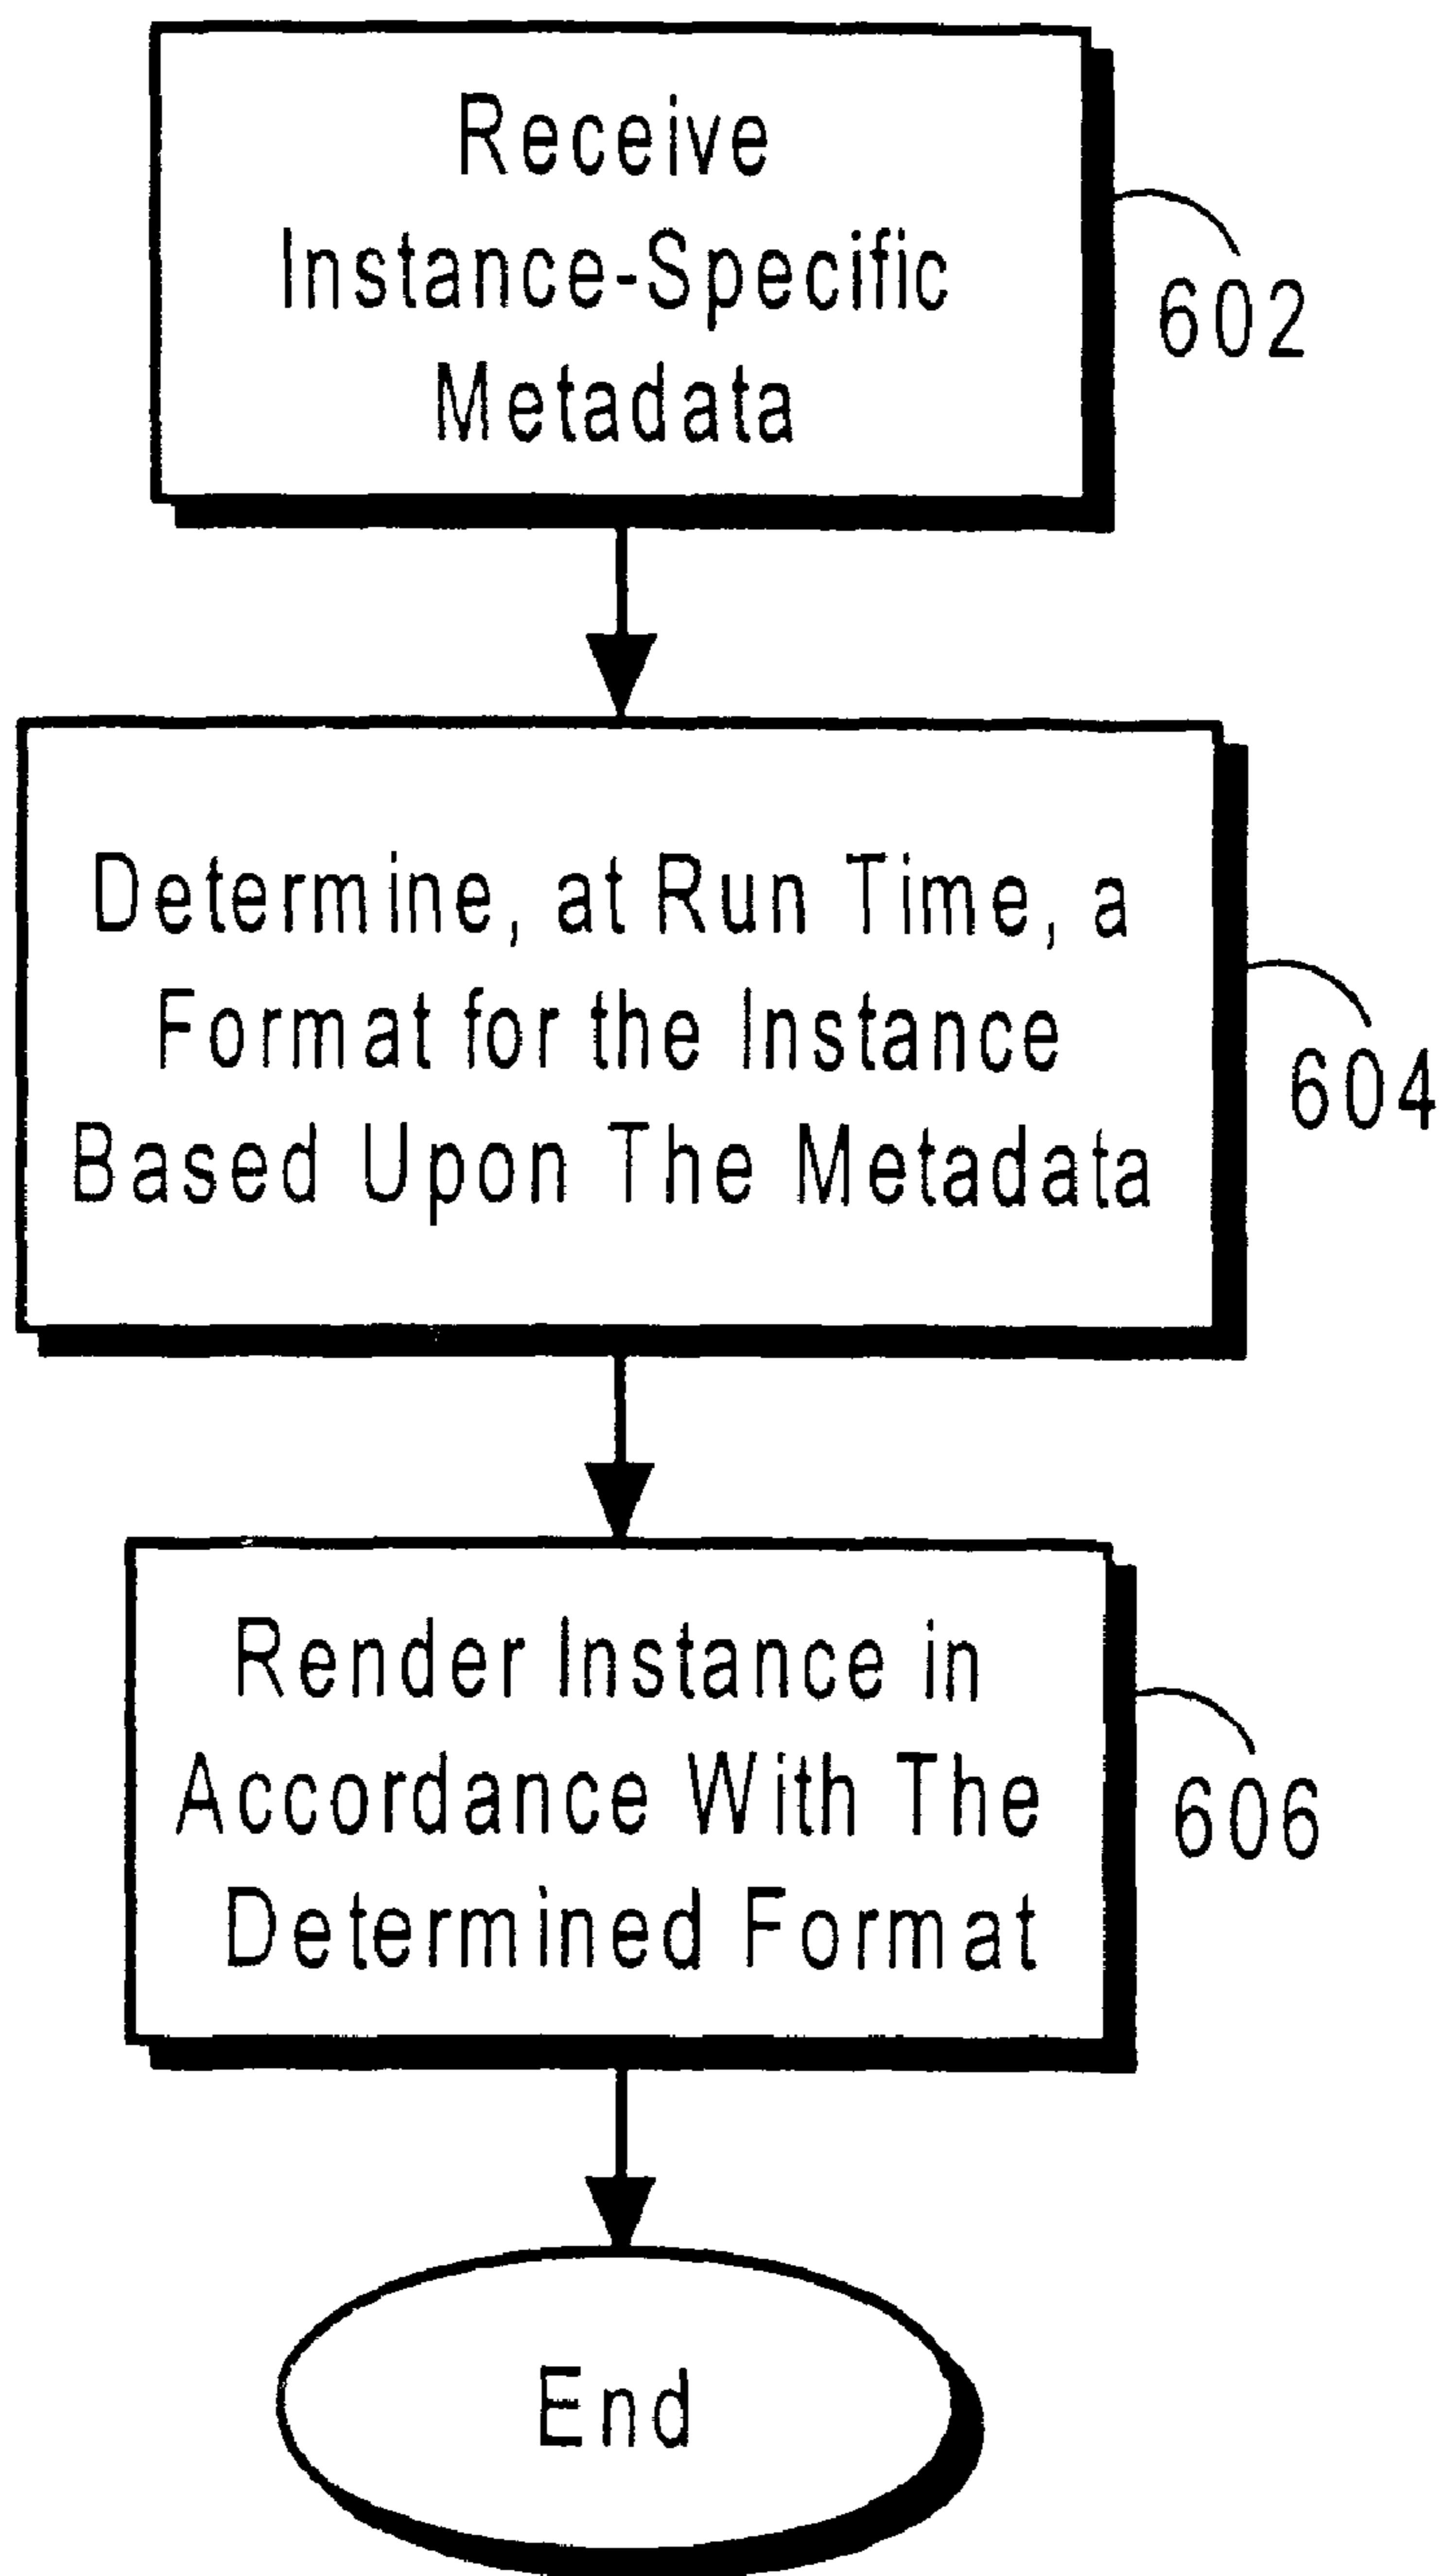 Receive
Instance-Specific
Metadata
602
Determine, at Run Time, a
Format for the Instance
Based Upon The Metadata
604
Render Instance in
Accordance With The
Determined Format
606
End